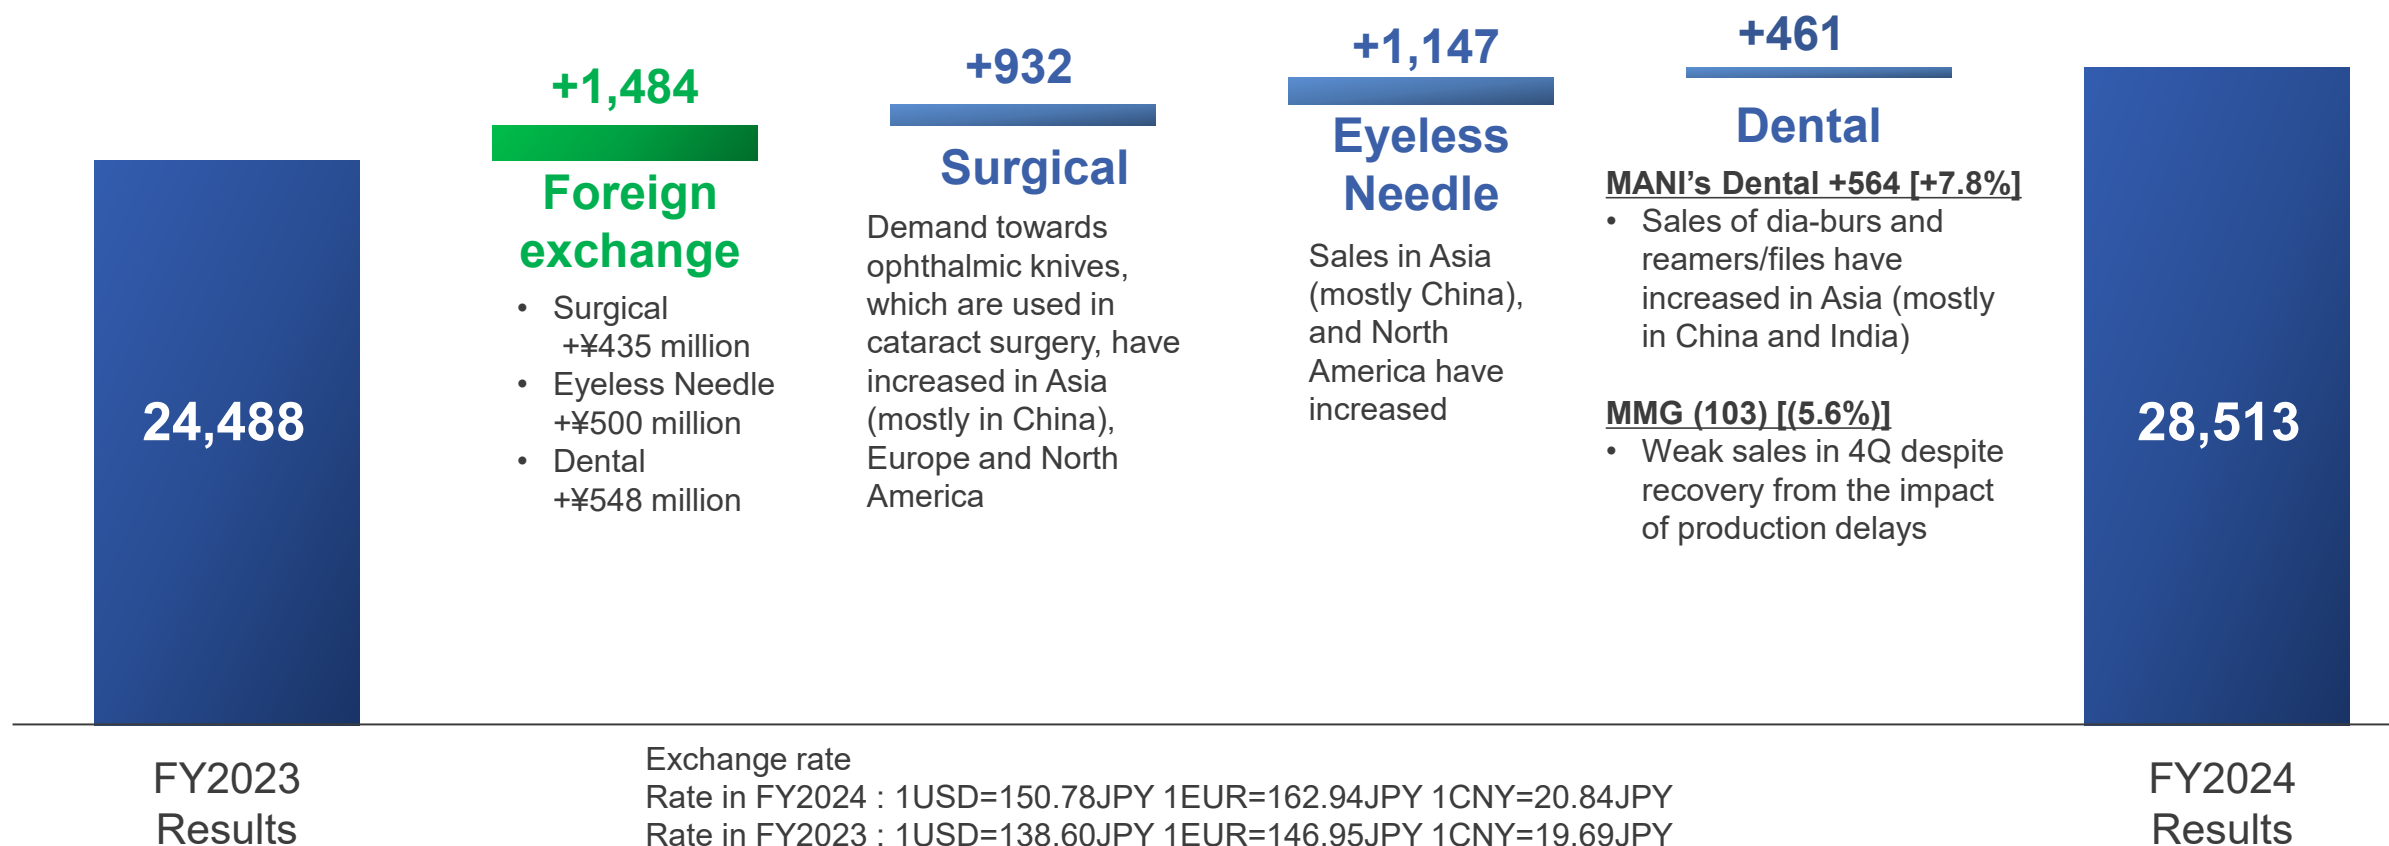 24,488
FY2023
Results
+1,484
Foreign
exchange
• Surgical
+¥435 million
• Eyeless Needle
+¥500 million
• Dental
+¥548 million
+932
Surgical
Demand towards
ophthalmic knives,
which are used in
cataract surgery, have
increased in Asia
(mostly in China),
Europe and North
America
+1,147
Eyeless
Needle
Sales in Asia
(mostly China),
and North
America have
increased
+461
Dental
MANI’s Dental +564 [+7.8%]
• Sales of dia-burs and
reamers/files have
increased in Asia (mostly
in China and India)
MMG (103) [(5.6%)]
• Weak sales in 4Q despite
recovery from the impact
of production delays
28,513
FY2024
Results
Exchange rate
Rate in FY2024 : 1USD=150.78JPY 1EUR=162.94JPY 1CNY=20.84JPY
Rate in FY2023 : 1USD=138.60JPY 1EUR=146.95JPY 1CNY=19.69JPY